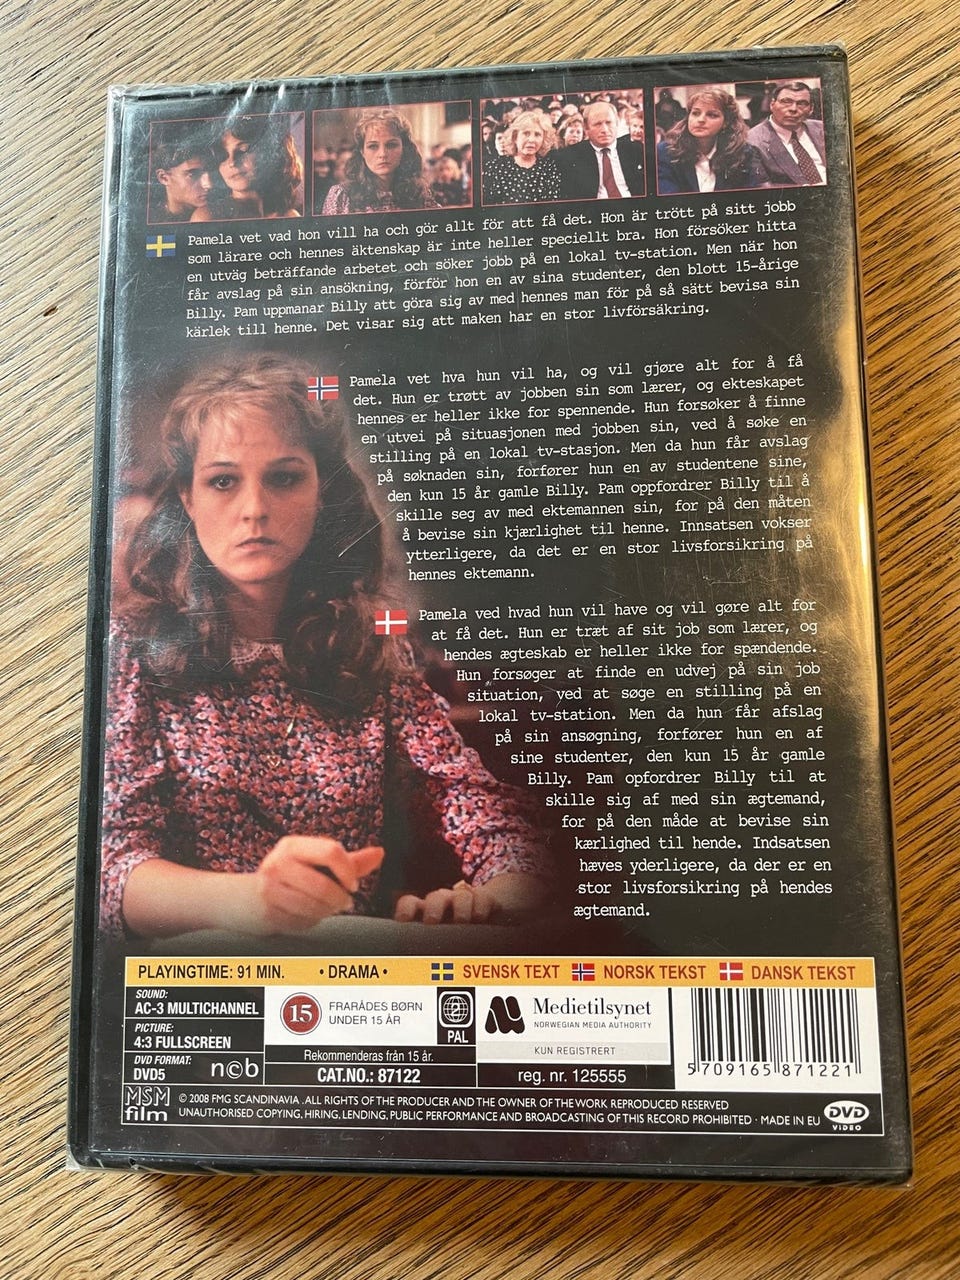 Pamela vet vad hon vill ha och gör allt för att få det. Hon är trött på sitt jobb
som lärare och hennes äktenskap är inte heller speciellt bra. Hon försöker hitta
en utväg beträffande arbetet och söker jobb på en lokal tv-station. Men när hon
får avslag på sin ansökning, förför hon en av sina studenter, den blott 15-årige
Billy. Pam uppmanar Billy att göra sig av med hennes man för på så sätt bevisa sin
kärlek till henne. Det visar sig att maken har en stor livförsäkring.
Pamela vet hva hun vil ha, og vil gjøre alt for å få
det. Hun er trøtt av jobben sin som lærer, og ekteskapet
hennes er heller ikke for spennende. Hun forsøker å finne
en utvei på situasjonen med jobben sin, ved å søke en
stilling på en lokal tv-stasjon. Men da hun får avslag
på søknaden sin, forfører hun en av studentene sine,
den kun 15 år gamle Billy. Pam oppfordrer Billy til å
skille seg av med ektemannen sin, for på den måten
å bevise sin kjærlighet til henne. Innsatsen vokser
ytterligere, da det er en stor livsforsikring på
hennes ektemann.
Pamela ved hvad hun vil have og vil gøre alt for
at få det. Hun er træt af sit job som lærer, og
hendes ægteskab er heller ikke for spændende.
Hun forsøger at finde en udvej på sin job
situation, ved at søge en stilling på en
lokal tv-station. Men da hun får afslag
på sin ansøgning, forfører hun en af
sine studenter, den kun 15 år gamle
Billy. Pam opfordrer Billy til at
skille sig af med sin ægtemand,
for på den måde at bevise sin
kærlighed til hende. Indsatsen
hæves yderligere, da der er en
stor livsforsikring på hendes
ægtemand.
PLAYINGTIME: 91 MIN. • DRAMA • SVENSK TEXT NORSK TEKST DANSK TEKST
SOUND:
AC-3 MULTICHANNEL
PICTURE:
4:3 FULLSCREEN
DVD FORMAT:
DVD5
n©b
15
FRARÅDES BØRN
UNDER 15 ÅR
2
PAL
Rekommenderas från 15 år.
CAT.NO.: 87122
Medietilsynet
NORWEGIAN MEDIA AUTHORITY
KUN REGISTRERT
reg. nr. 125555
5 709165 871221
MSM
film
© 2008 FMG SCANDINAVIA . ALL RIGHTS OF THE PRODUCER AND THE OWNER OF THE WORK REPRODUCED RESERVED
UNAUTHORISED COPYING, HIRING, LENDING, PUBLIC PERFORMANCE AND BROADCASTING OF THIS RECORD PROHIBITED · MADE IN EU
DVD
VIDEO